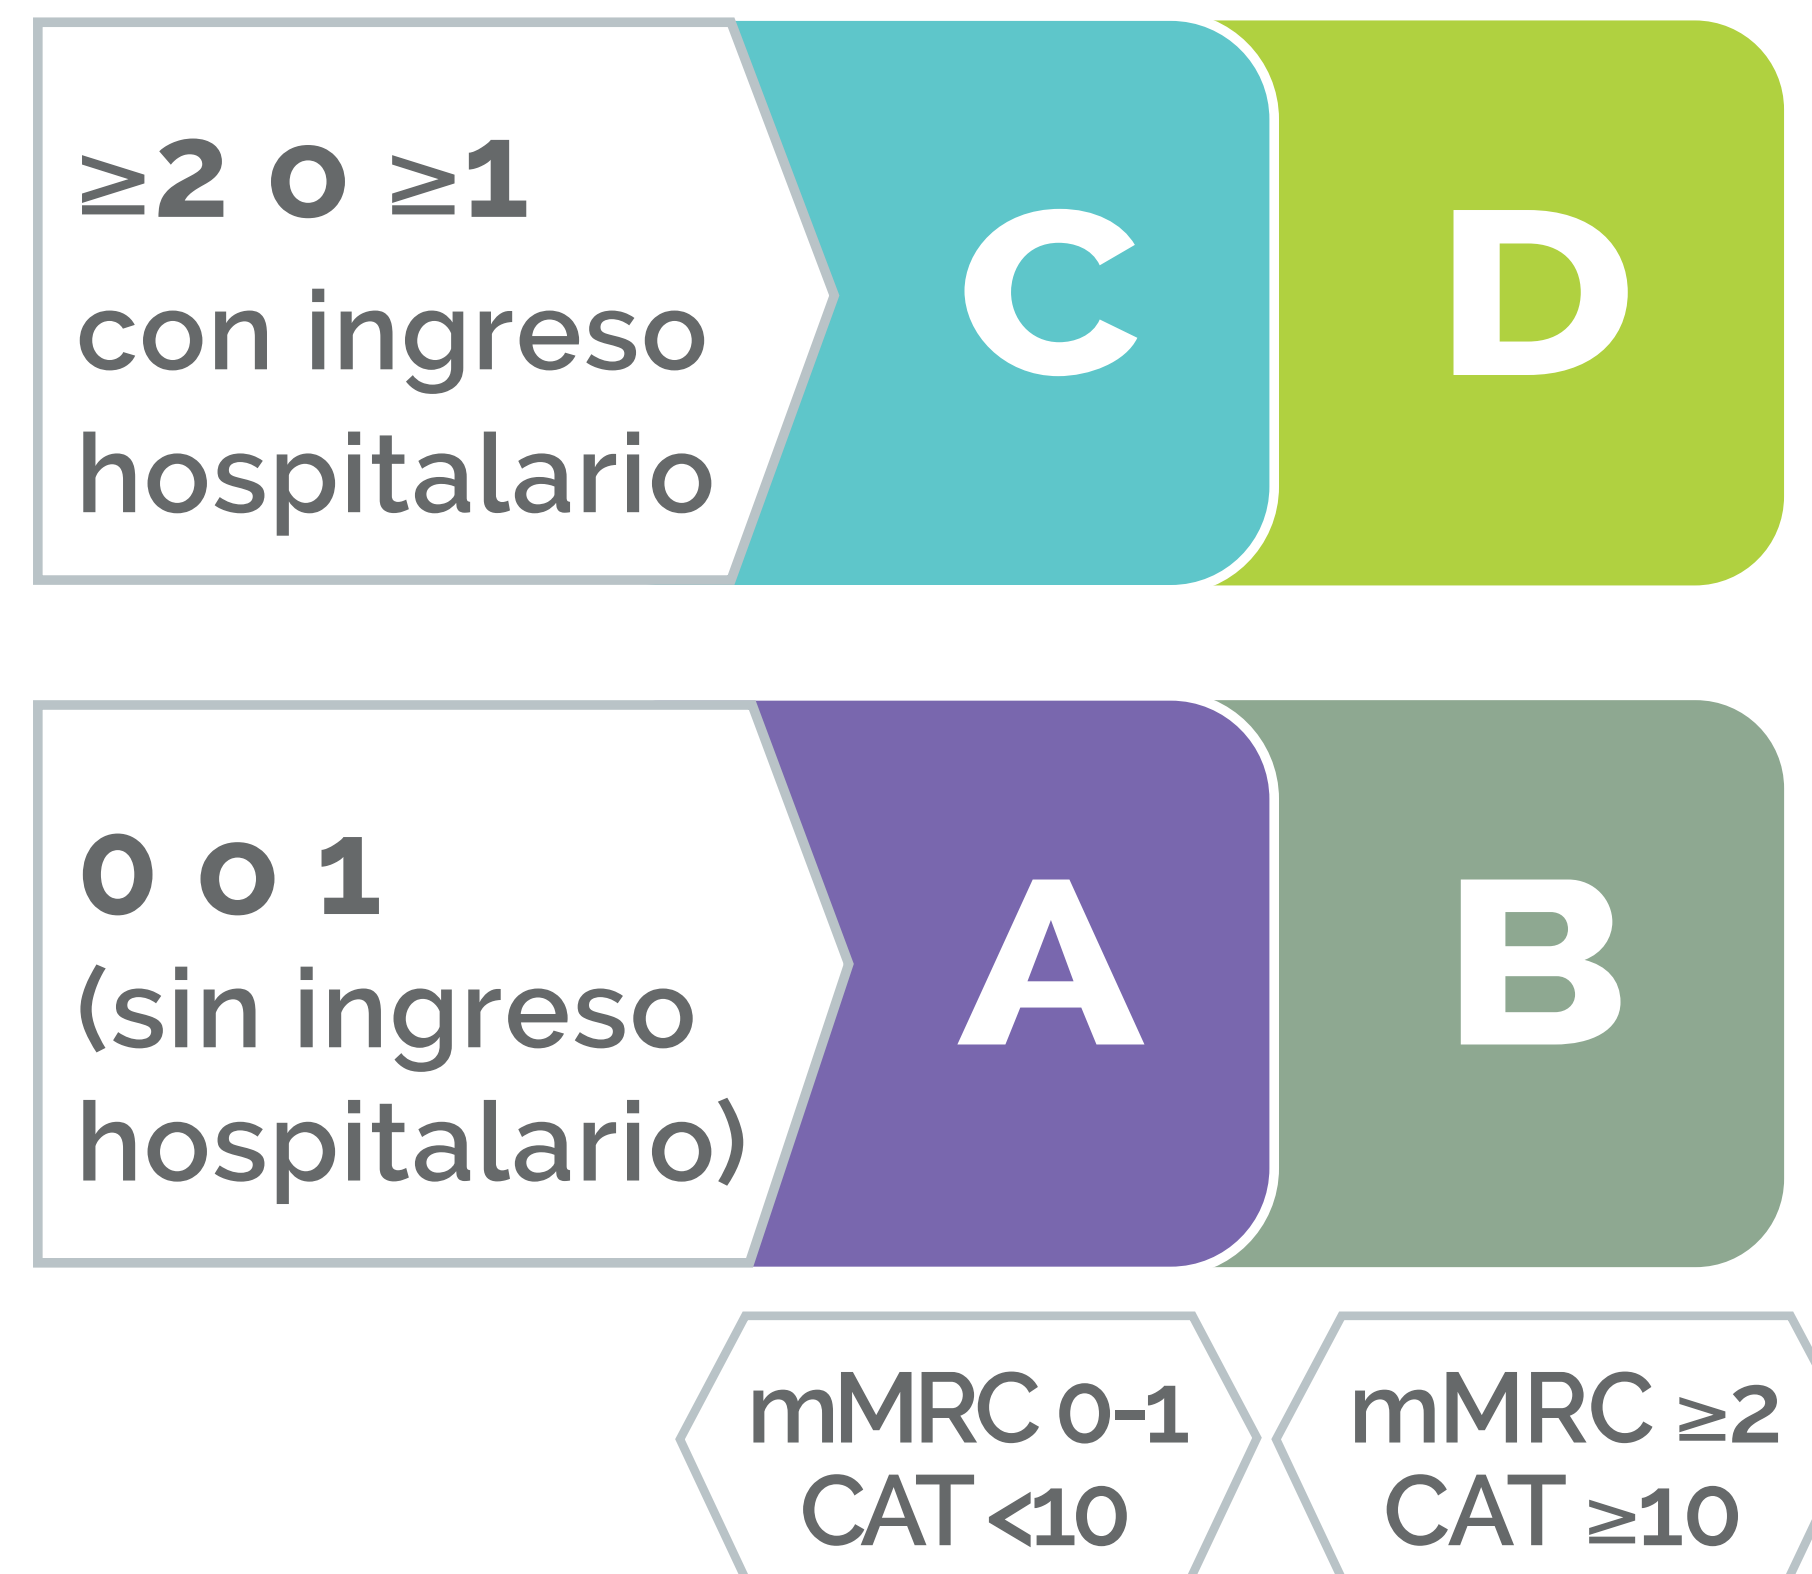 ≥2 o ≥1
con ingreso
hospitalario
C
D
0 o 1
(sin ingreso
hospitalario)
A
B
mMRC 0-1
CAT <10
mMRC ≥2
CAT ≥10